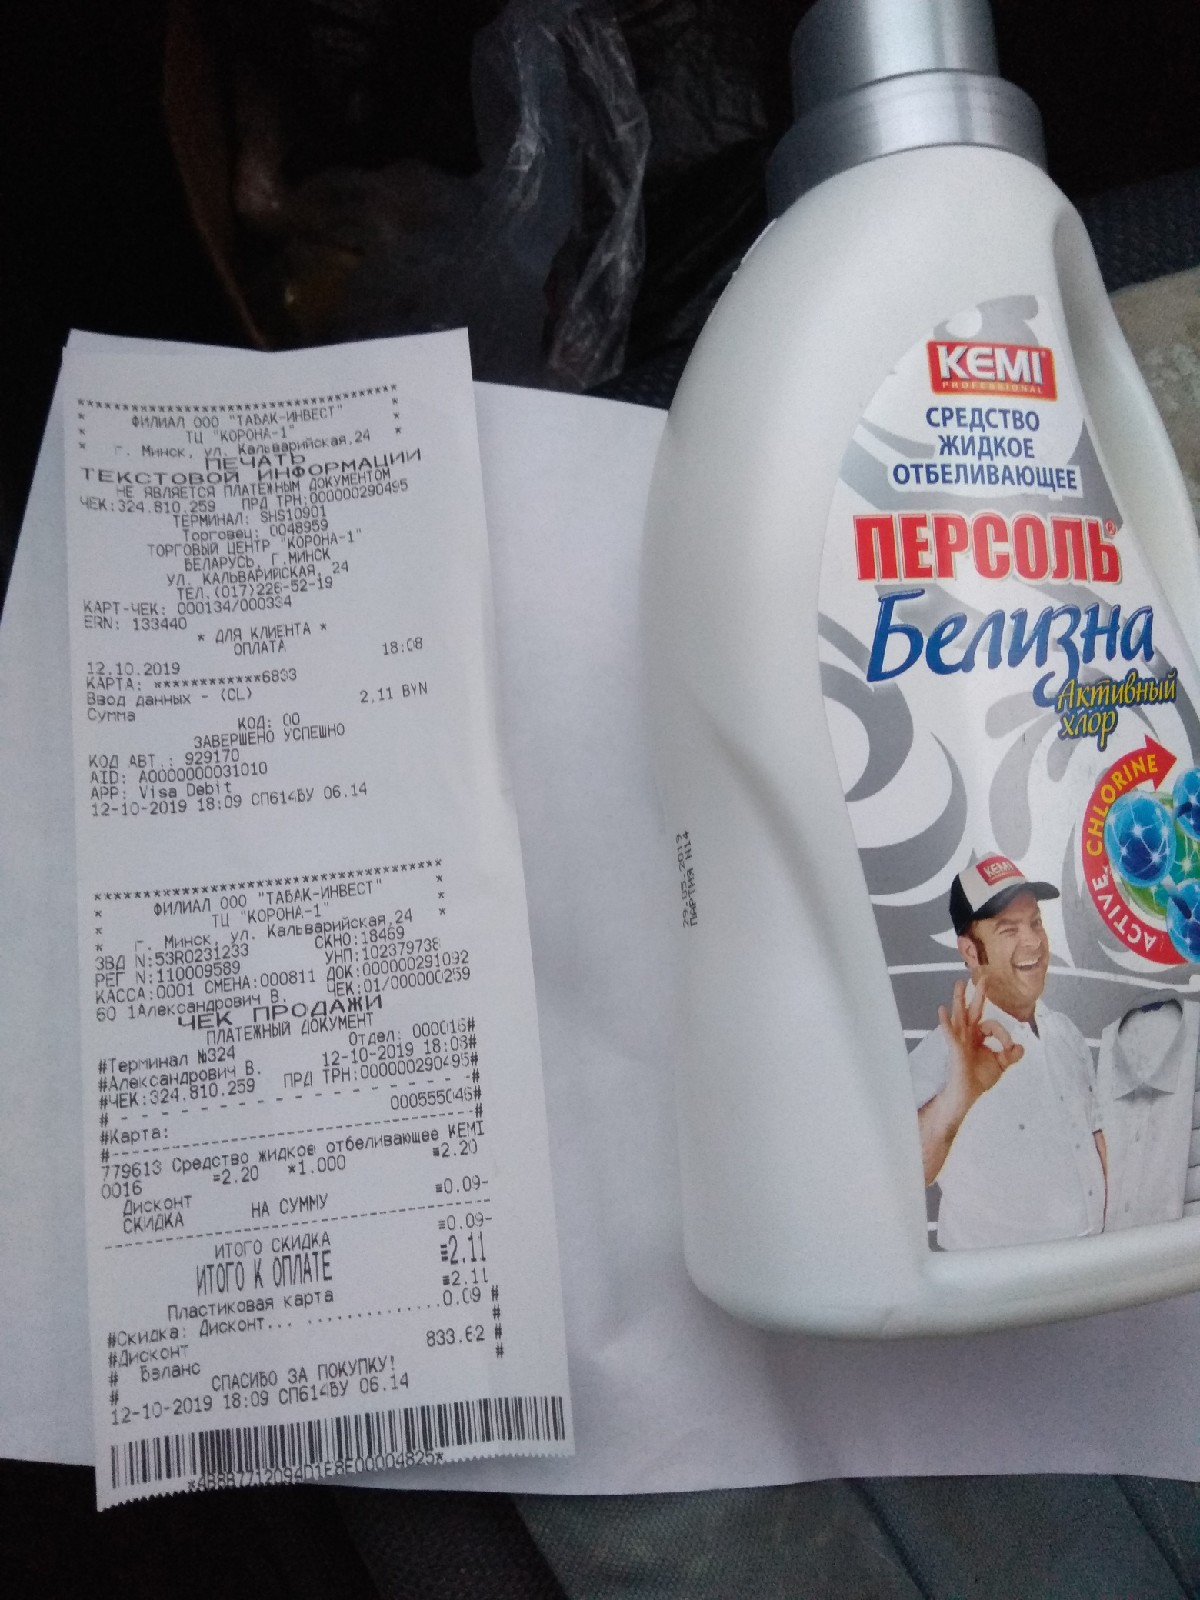 ****************************************
* ФИЛИАЛ ООО "ТАБАК-ИНВЕСТ" *
* ТЦ "КОРОНА-1" *
* г. Минск, ул. Кальварийская,24
ПЕЧАТЬ
ТЕКСТОВОЙ ИНФОРМАЦИИ
НЕ ЯВЛЯЕТСЯ ПЛАТЕЖНЫМ ДОКУМЕНТОМ
ЧЕК:324.810.259 ПРД ТРН:000000290495
ТЕРМИНАЛ: SHS10901
Торговец: 0048959
ТОРГОВЫЙ ЦЕНТР "КОРОНА-1"
БЕЛАРУСЬ, Г.МИНСК
УЛ. КАЛЬВАРИЙСКАЯ, 24
ТЕЛ.(017)226-52-19
КАРТ-ЧЕК: 000134/000334
ERN: 133440
* ДЛЯ КЛИЕНТА *
ОПЛАТА
12.10.2019 18:08
КАРТА: ************6833
Ввод данных - (CL)
Сумма 2,11 BYN
КОД: 00
ЗАВЕРШЕНО УСПЕШНО
КОД АВТ.: 929170
AID: A0000000031010
APP: Visa Debit
12-10-2019 18:09 СП614БУ 06.14
****************************************
* ФИЛИАЛ ООО "ТАБАК-ИНВЕСТ" *
* ТЦ "КОРОНА-1" *
* г. Минск, ул. Кальварийская,24
ЗВД N:53R0231233 СКНО:18469
РЕГ N:110009589 УНП:102379738
КАССА:0001 СМЕНА:000811 ДОК:000000291092
60 1Александрович В. ЧЕК:01/000000259
ЧЕК ПРОДАЖИ
ПЛАТЕЖНЫЙ ДОКУМЕНТ
#Терминал №324 Отдел: 000016#
#Александрович В. 12-10-2019 18:08#
#ЧЕК:324.810.259 ПРД ТРН:000000290495#
# - - - - - - - - - - - - - - - - - -#
#Карта: 000555046#
#------------------------------------#
779613 Средство жидкое отбеливающее KEMI
0016 =2.20 *1.000 ≡2.20
Дисконт
СКИДКА НА СУММУ ≡0.09-
----------------------------------------
ИТОГО СКИДКА ≡0.09-
ИТОГО К ОПЛАТЕ ≡2.11
Пластиковая карта ≡2.11
#Скидка: Дисконт... .............0.09 #
#Дисконт #
# Баланс 833.62 #
# #
СПАСИБО ЗА ПОКУПКУ!
12-10-2019 18:09 СП614БУ 06.14
KEMI
PROFESSIONAL
СРЕДСТВО
ЖИДКОЕ
ОТБЕЛИВАЮЩЕЕ
ПЕРСОЛЬ®
Белизна
Активный
хлор
ACTIVE CHLORINE
KEMI
29.05.2019
ПАРТИЯ Н14